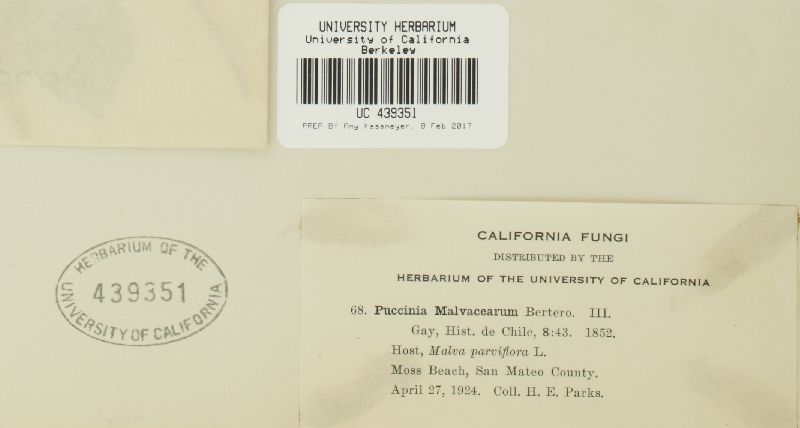 UNIVERSITY HERBARIUM
University of California
Berkeley
UC 439351
PREP BY Amy Kasameyer, 8 Feb 2017
HERBARIUM OF THE
439351
UNIVERSITY OF CALIFORNIA
CALIFORNIA FUNGI
DISTRIBUTED BY THE
HERBARIUM OF THE UNIVERSITY OF CALIFORNIA
68. Puccinia Malvacearum Bertero. III.
Gay, Hist. de Chile, 8:43. 1852.
Host, Malva parviflora L.
Moss Beach, San Mateo County.
April 27, 1924. Coll. H. E. Parks.